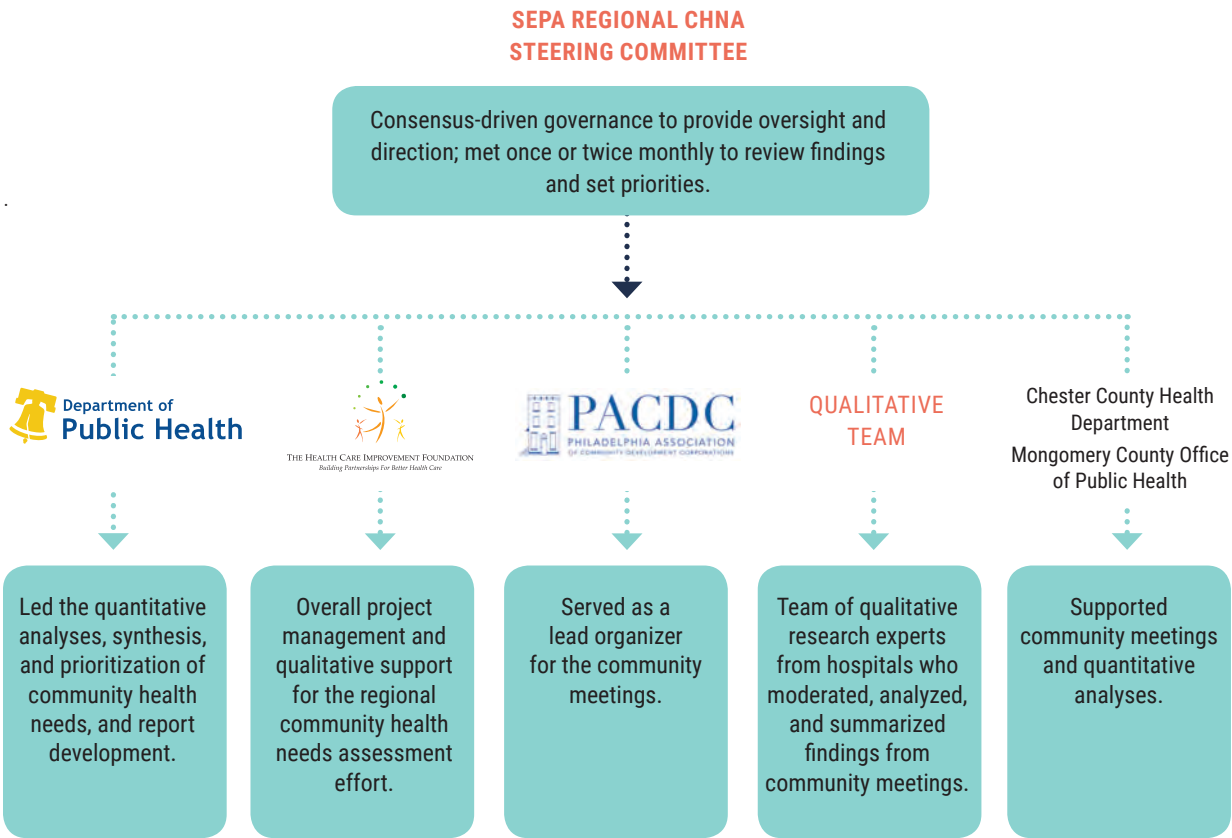 SEPA REGIONAL CHNA
STEERING COMMITTEE
Consensus-driven governance to provide oversight and
direction; met once or twice monthly to review findings
and set priorities.
.
Department of
Public Health
THE HEALTH CARE IMPROVEMENT FOUNDATION
Building Partnerships For Better Health Care
PACDC
PHILADELPHIA ASSOCIATION
OF COMMUNITY DEVELOPMENT CORPORATIONS
QUALITATIVE
TEAM
Chester County Health
Department
Mongomery County Office
of Public Health
Led the quantitative
analyses, synthesis,
and prioritization of
community health
needs, and report
development.
Overall project
management and
qualitative support
for the regional
community health
needs assessment
effort.
Served as a
lead organizer
for the community
meetings.
Team of qualitative
research experts
from hospitals who
moderated, analyzed,
and summarized
findings from
community meetings.
Supported
community meetings
and quantitative
analyses.